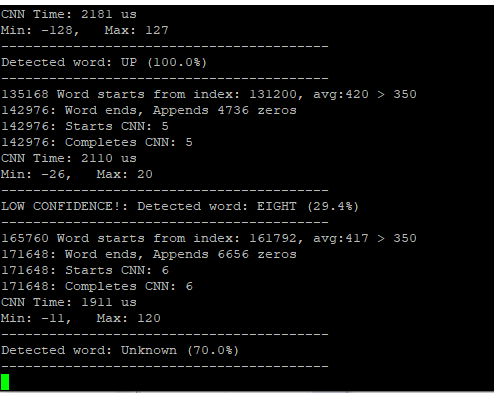 CNN Time: 2181 us
Min: -128,   Max: 127
-----------------------------------------
Detected word: UP (100.0%)
-----------------------------------------
135168 Word starts from index: 131200, avg:420 > 350
142976: Word ends, Appends 4736 zeros
142976: Starts CNN: 5
142976: Completes CNN: 5
CNN Time: 2110 us
Min: -26,   Max: 20
-----------------------------------------
LOW CONFIDENCE!: Detected word: EIGHT (29.4%)
-----------------------------------------
165760 Word starts from index: 161792, avg:417 > 350
171648: Word ends, Appends 6656 zeros
171648: Starts CNN: 6
171648: Completes CNN: 6
CNN Time: 1911 us
Min: -11,   Max: 120
-----------------------------------------
Detected word: Unknown (70.0%)
-----------------------------------------